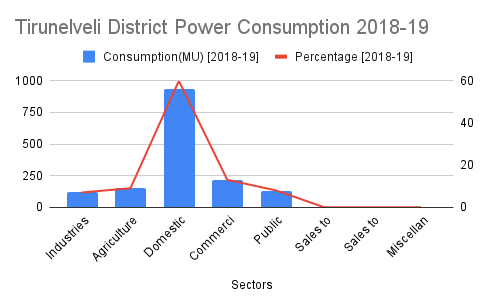 Tirunelveli District Power Consumption 2018-19
Consumption(MU) [2018-19] Percentage [2018-19]
1000 60
750
500 40
250 20
0 0
Industries Agriculture Domestic Commerci Public Sales to Sales to Miscellan
Sectors